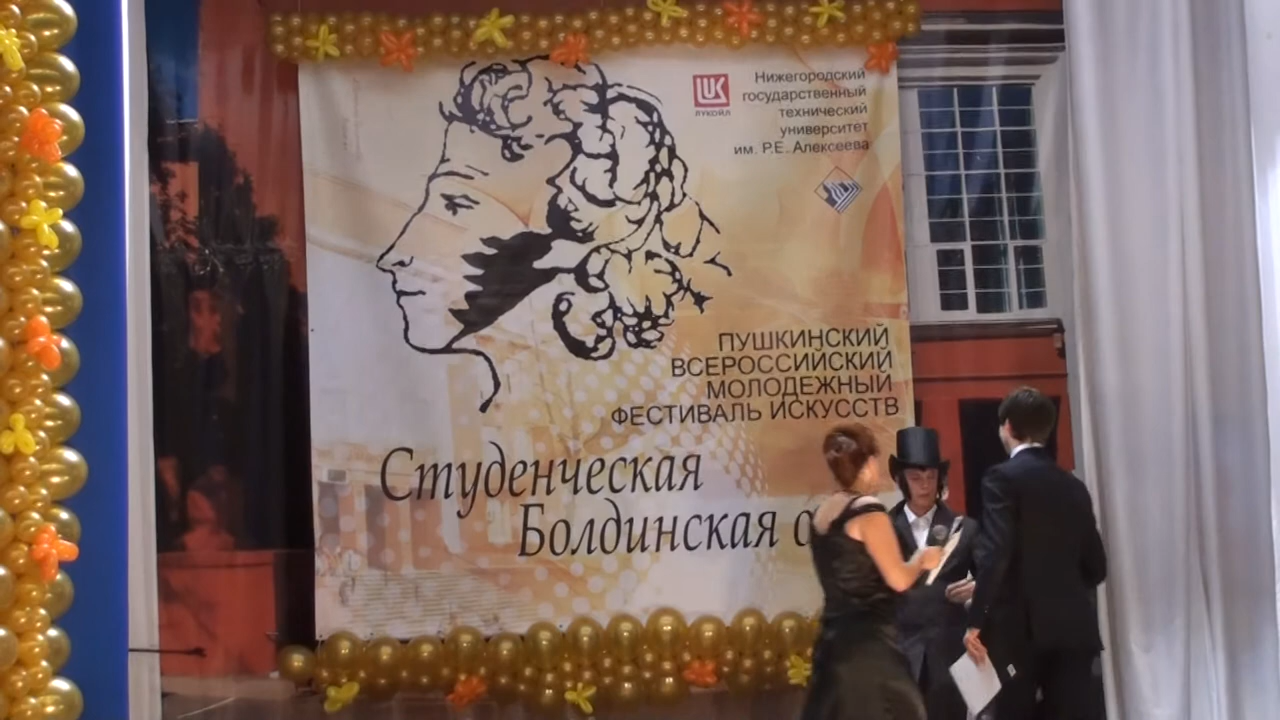 ЛУКОЙЛ
Нижегородский
государственный
технический
университет
им. Р.Е. Алексеева
ПУШКИНСКИЙ
ВСЕРОССИЙСКИЙ
МОЛОДЕЖНЫЙ
ФЕСТИВАЛЬ ИСКУССТВ
Студенческая
Болдинская